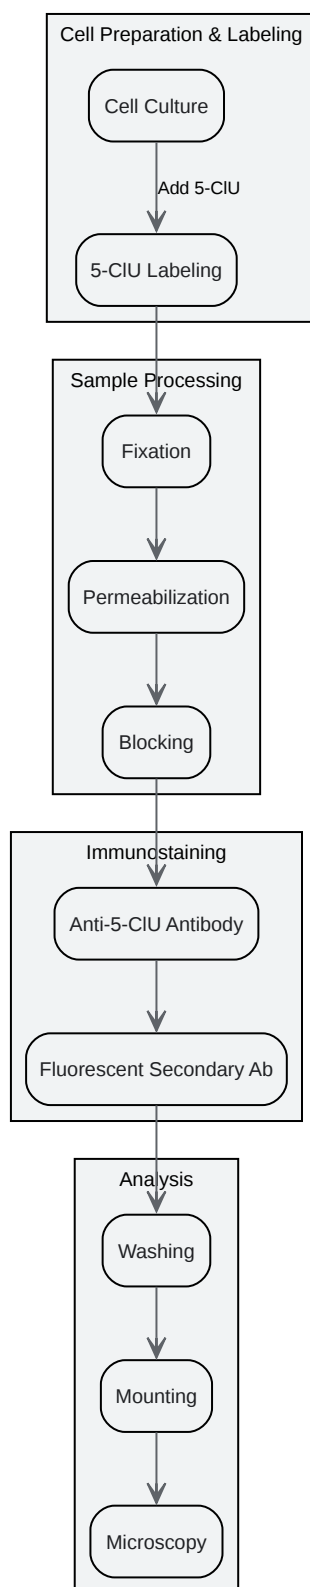 Cell Preparation & Labeling
Cell Culture
Add 5-ClU
5-ClU Labeling
Sample Processing
Fixation
Permeabilization
Blocking
Immunostaining
Anti-5-ClU Antibody
Fluorescent Secondary Ab
Analysis
Washing
Mounting
Microscopy